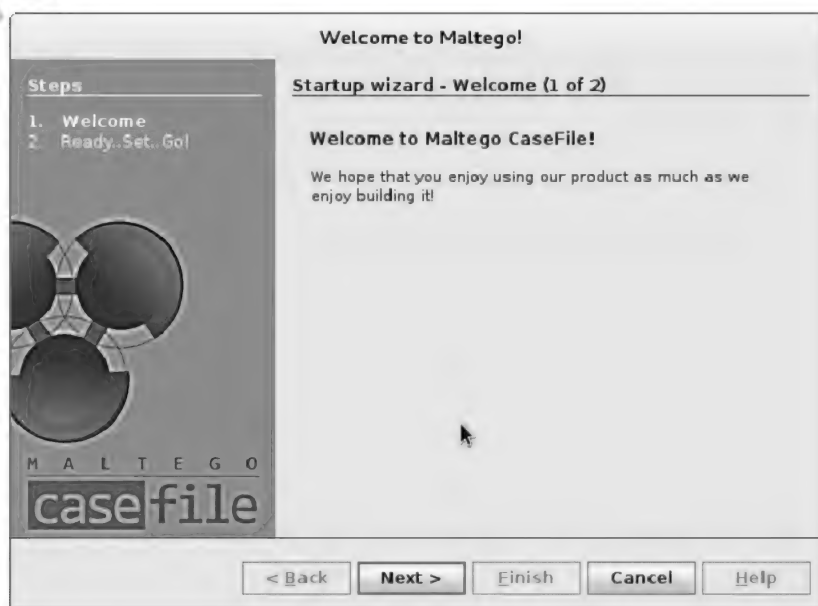 Welcome to Maltego!
Steps
1. Welcome
2. Ready..Set..Go!
MALTEGO
casefile
Startup wizard - Welcome (1 of 2)
Welcome to Maltego CaseFile!
We hope that you enjoy using our product as much as we
enjoy building it!
< Back
Next >
Finish
Cancel
Help